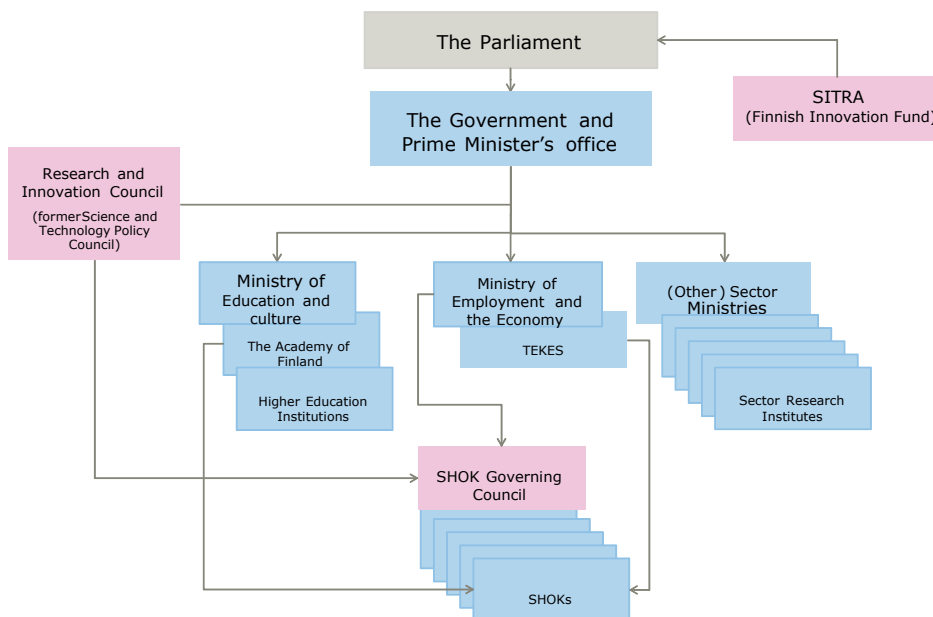 The Parliament
SITRA
(Finnish Innovation Fund)
The Government and
Prime Minister's office
Research and
Innovation Council
(formerScience and
Technology Policy
Council)
Ministry of
Education and
culture
The Academy of
Finland
Higher Education
Institutions
Ministry of
Employment and
the Economy
TEKES
(Other) Sector
Ministries
Sector Research
Institutes
SHOK Governing
Council
SHOKs